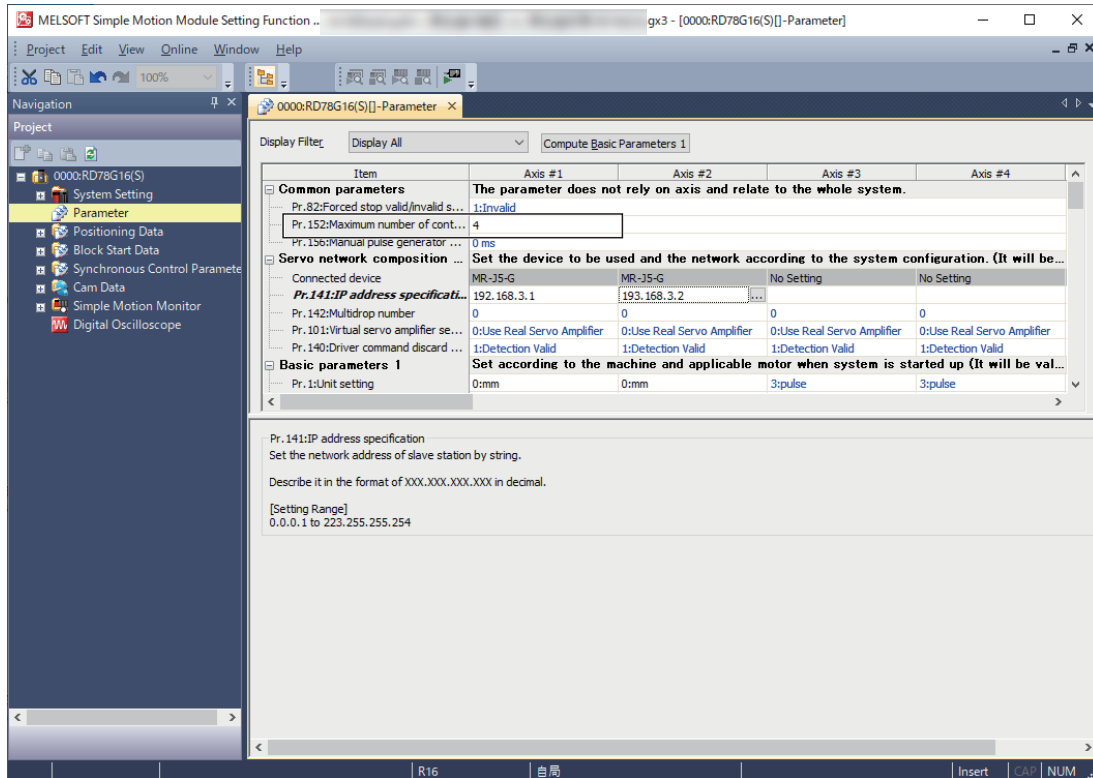 MELSOFT Simple Motion Module Setting Function .. gx3 - [0000:RD78G16(S)[]-Parameter]
Project Edit View Online Window Help
100%
Navigation
Project
0000:RD78G16(S)
System Setting
Parameter
Positioning Data
Block Start Data
Synchronous Control Paramete
Cam Data
Simple Motion Monitor
Digital Oscilloscope
0000:RD78G16(S)[]-Parameter
Display Filter Display All Compute Basic Parameters 1
Item Axis #1 Axis #2 Axis #3 Axis #4
Common parameters The parameter does not rely on axis and relate to the whole system.
Pr.82:Forced stop valid/invalid s... 1:Invalid
Pr.152:Maximum number of cont... 4
Pr.156:Manual pulse generator ... 0 ms
Servo network composition ... Set the device to be used and the network according to the system configuration. (It will be...
Connected device MR-J5-G MR-J5-G No Setting No Setting
Pr.141:IP address specificati... 192.168.3.1 193.168.3.2 ...
Pr.142:Multidrop number 0 0 0 0
Pr.101:Virtual servo amplifier se... 0:Use Real Servo Amplifier 0:Use Real Servo Amplifier 0:Use Real Servo Amplifier 0:Use Real Servo Amplifier
Pr.140:Driver command discard ... 1:Detection Valid 1:Detection Valid 1:Detection Valid 1:Detection Valid
Basic parameters 1 Set according to the machine and applicable motor when system is started up (It will be val...
Pr.1:Unit setting 0:mm 0:mm 3:pulse 3:pulse
Pr.141:IP address specification
Set the network address of slave station by string.
Describe it in the format of XXX.XXX.XXX.XXX in decimal.
[Setting Range]
0.0.0.1 to 223.255.255.254
R16 自局 Insert CAP NUM